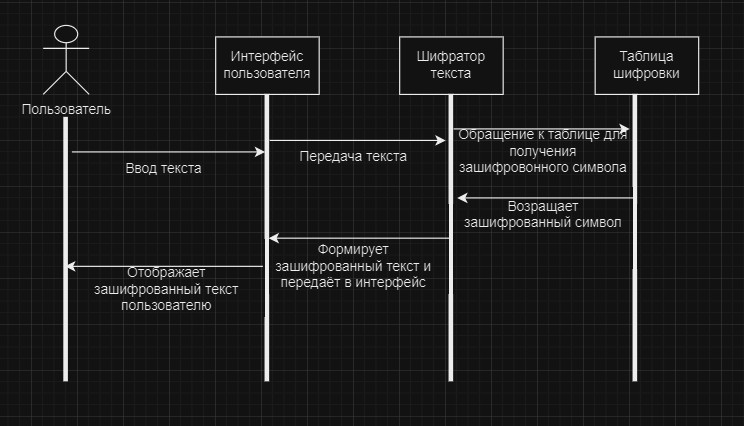 Пользователь
Интерфейс
пользователя
Шифратор
текста
Таблица
шифровки
Ввод текста
Передача текста
Обращение к таблице для
получения
зашифровонного символа
Возращает
зашифрованный символ
Формирует
зашифрованный текст и
передаёт в интерфейс
Отображает
зашифрованный текст
пользователю